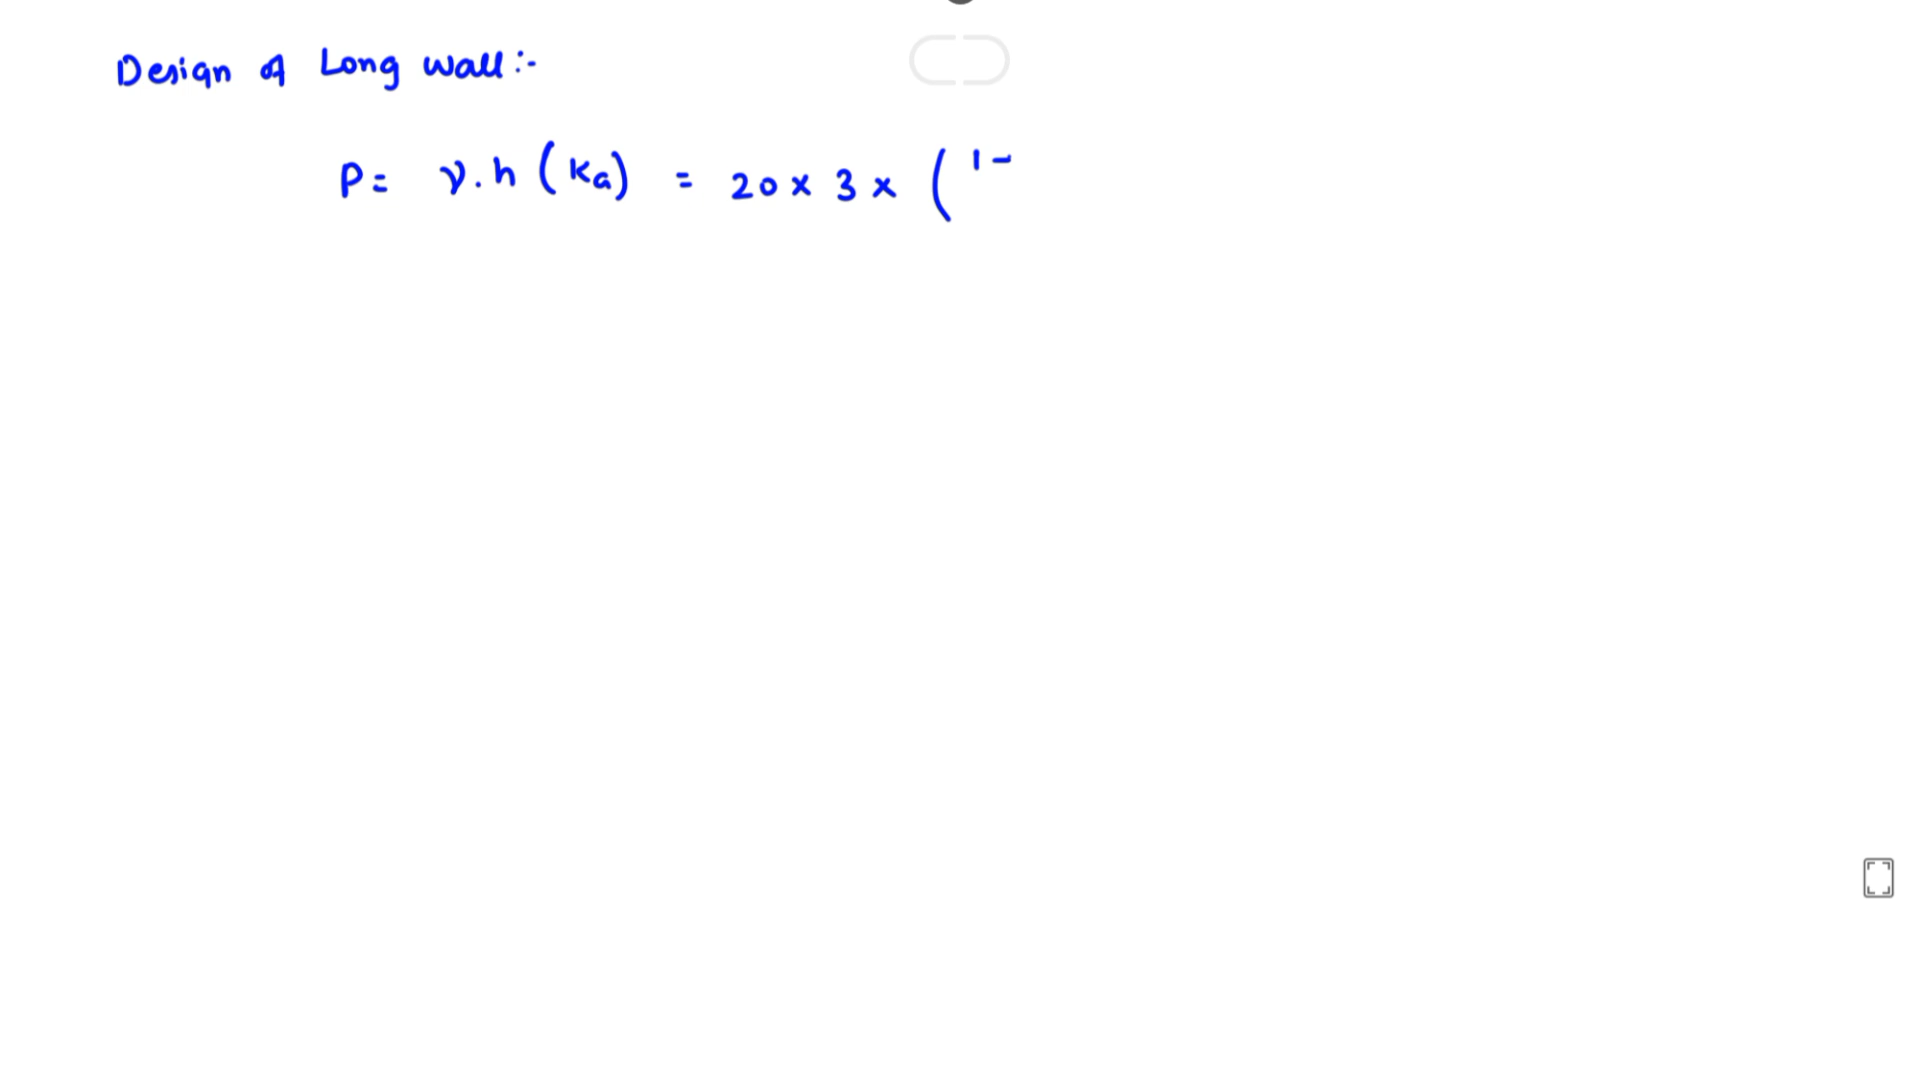 Design of Long wall:-
P= γ.h (Ka) = 20 x 3 x ( 1-